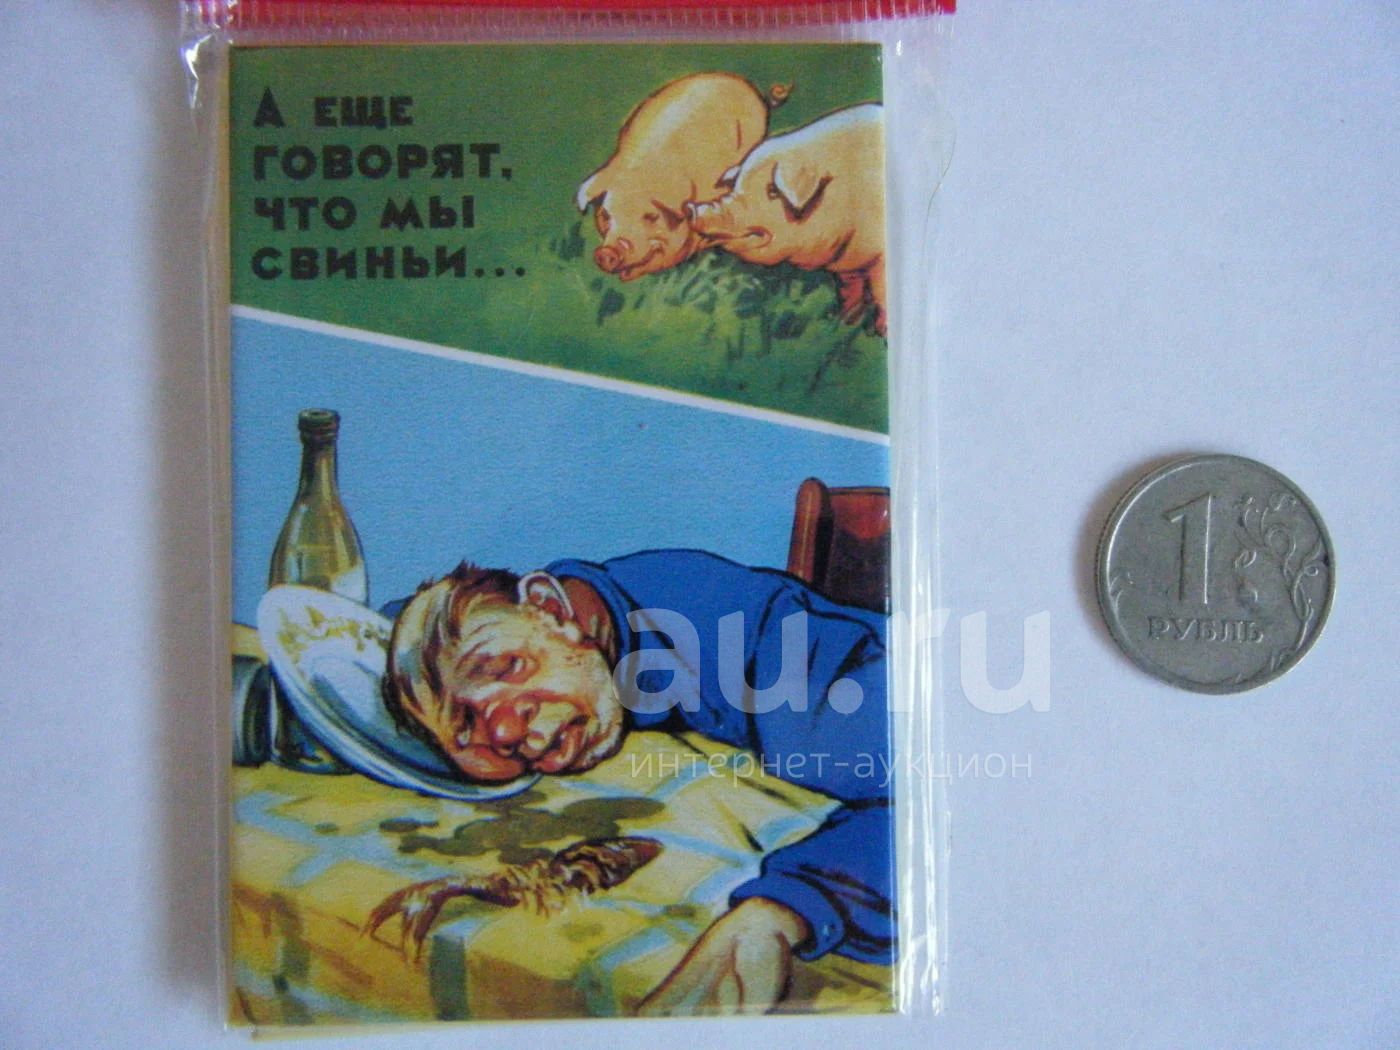 А ЕЩЕ
ГОВОРЯТ,
ЧТО МЫ
СВИНЬИ...
1
РУБЛЬ
au.ru
интернет-аукцион